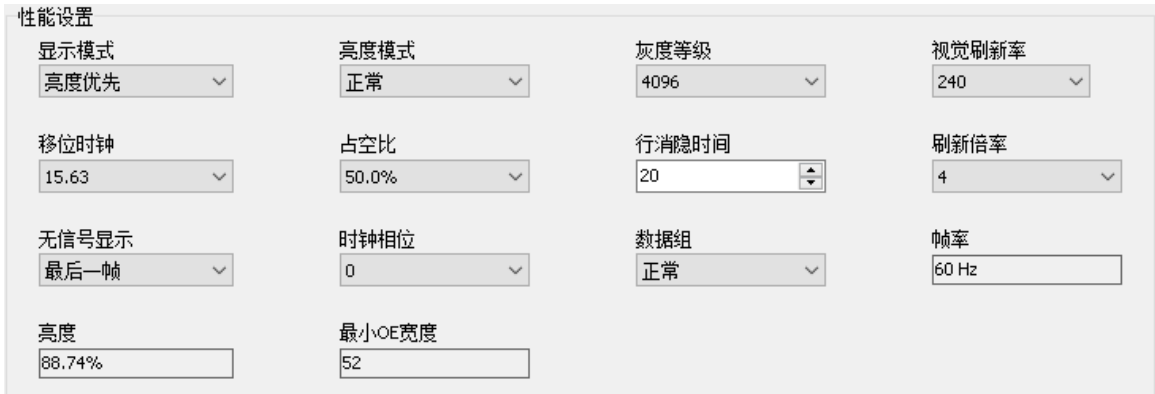 性能设置
显示模式 亮度模式 灰度等级 视觉刷新率
亮度优先 正常 4096 240
移位时钟 占空比 行消隐时间 刷新倍率
15.63 50.0% 20 4
无信号显示 时钟相位 数据组 帧率
最后一帧 0 正常 60 Hz
亮度 最小OE宽度
88.74% 52